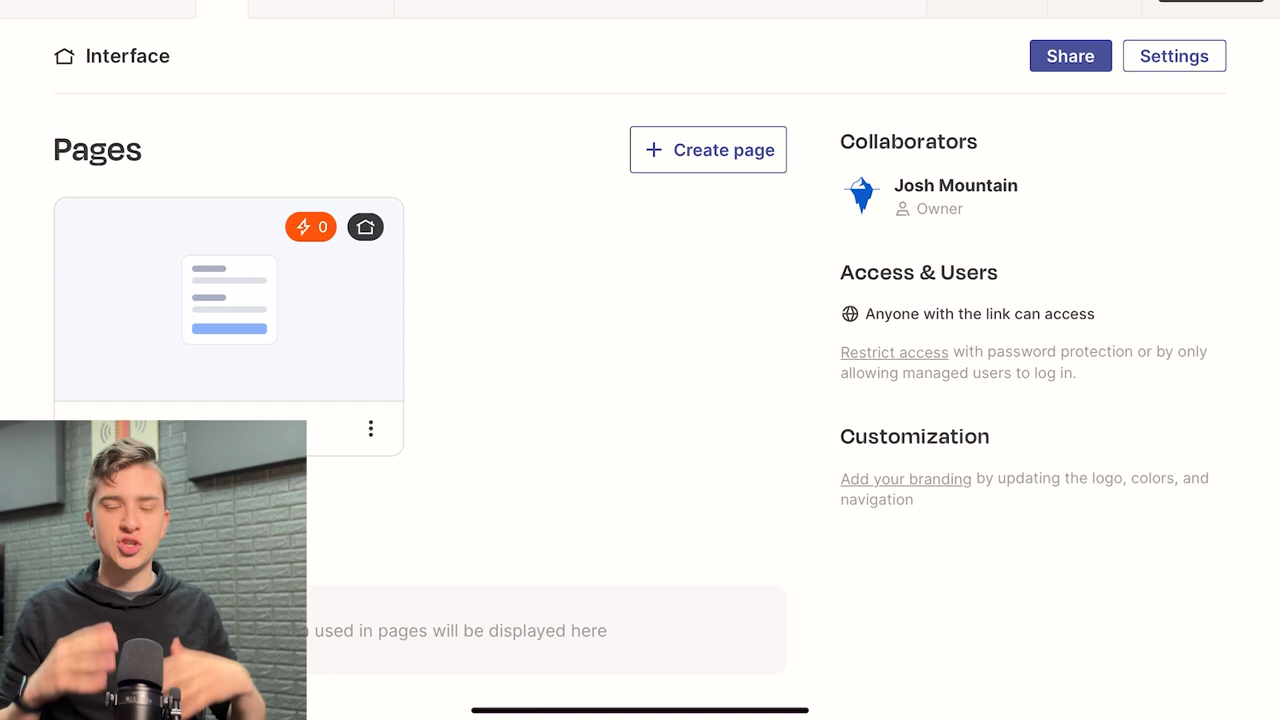 Interface
Share
Settings
Pages
+ Create page
0
Collaborators
Josh Mountain
Owner
Access & Users
Anyone with the link can access
Restrict access with password protection or by only
allowing managed users to log in.
Customization
Add your branding by updating the logo, colors, and
navigation
used in pages will be displayed here